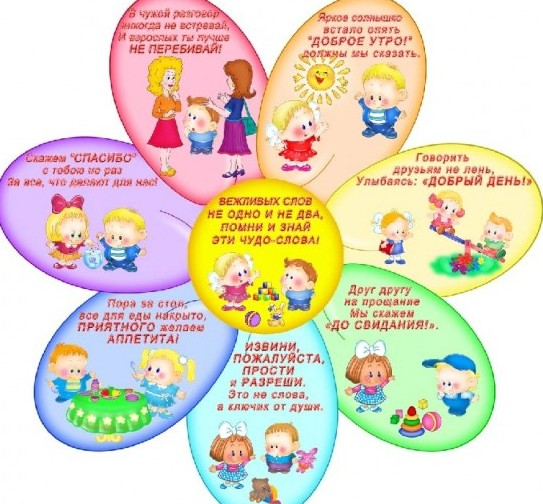 В чужой разговор
никогда не встревай,
И взрослых ты лучше
НЕ ПЕРЕБИВАЙ!
Яркое солнышко
встало опять
"ДОБРОЕ УТРО!"
должны мы сказать.
Говорить
друзьям не лень,
Улыбаясь: «ДОБРЫЙ ДЕНЬ!»
Друг другу
на прощание
Мы скажем
«ДО СВИДАНИЯ!».
ИЗВИНИ,
ПОЖАЛУЙСТА,
ПРОСТИ
и РАЗРЕШИ.
Это не слова,
а ключик от души.
Пора за стол,
все для еды накрыто,
ПРИЯТНОГО желаем
АППЕТИТА!
Скажем "СПАСИБО"
с тобою не раз
За все, что делают для нас!
ВЕЖЛИВЫХ СЛОВ
НЕ ОДНО И НЕ ДВА,
ПОМНИ И ЗНАЙ
ЭТИ ЧУДО-СЛОВА!